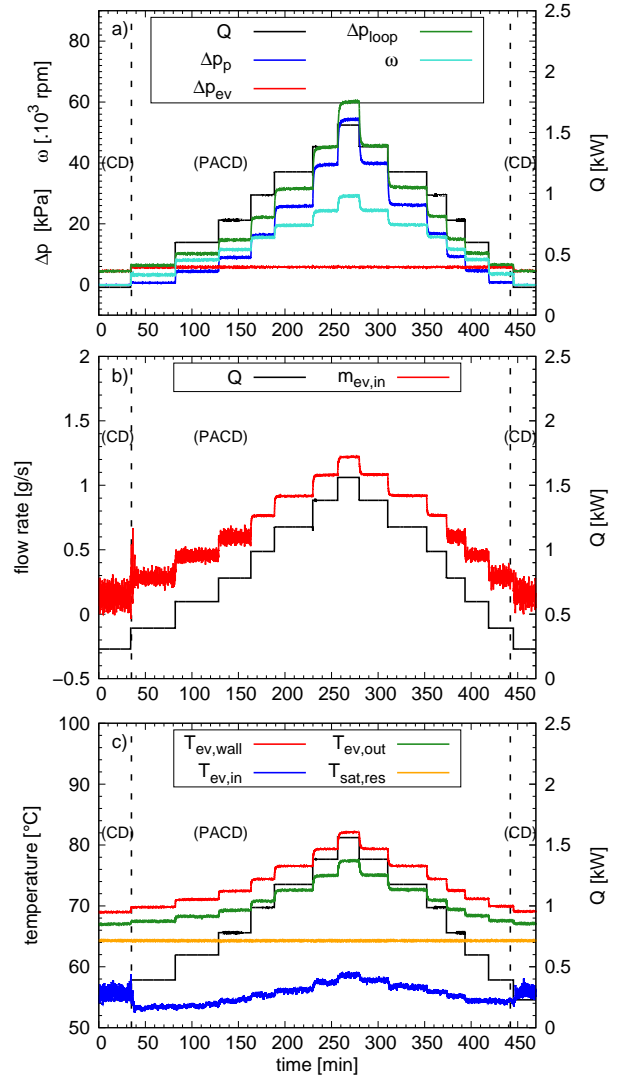 a)
Q
Δp_p
Δp_ev
Δp_loop
ω
(CD) (PACD) (CD)
Δp [kPa] ω [.10³ rpm]
0 20 40 60 80
Q [kW]
0 0.5 1 1.5 2 2.5
0 50 100 150 200 250 300 350 400 450
b)
Q m_ev,in
(CD) (PACD) (CD)
flow rate [g/s]
-0.5 0 0.5 1 1.5 2
Q [kW]
0 0.5 1 1.5 2 2.5
0 50 100 150 200 250 310 350 400 450
c)
T_ev,wall T_ev,out
T_ev,in T_sat,res
(CD) (PACD) (CD)
temperature [°C]
50 60 70 80 90 100
Q [kW]
0 0.5 1 1.5 2 2.5
0 50 100 150 200 250 310 350 400 450
time [min]